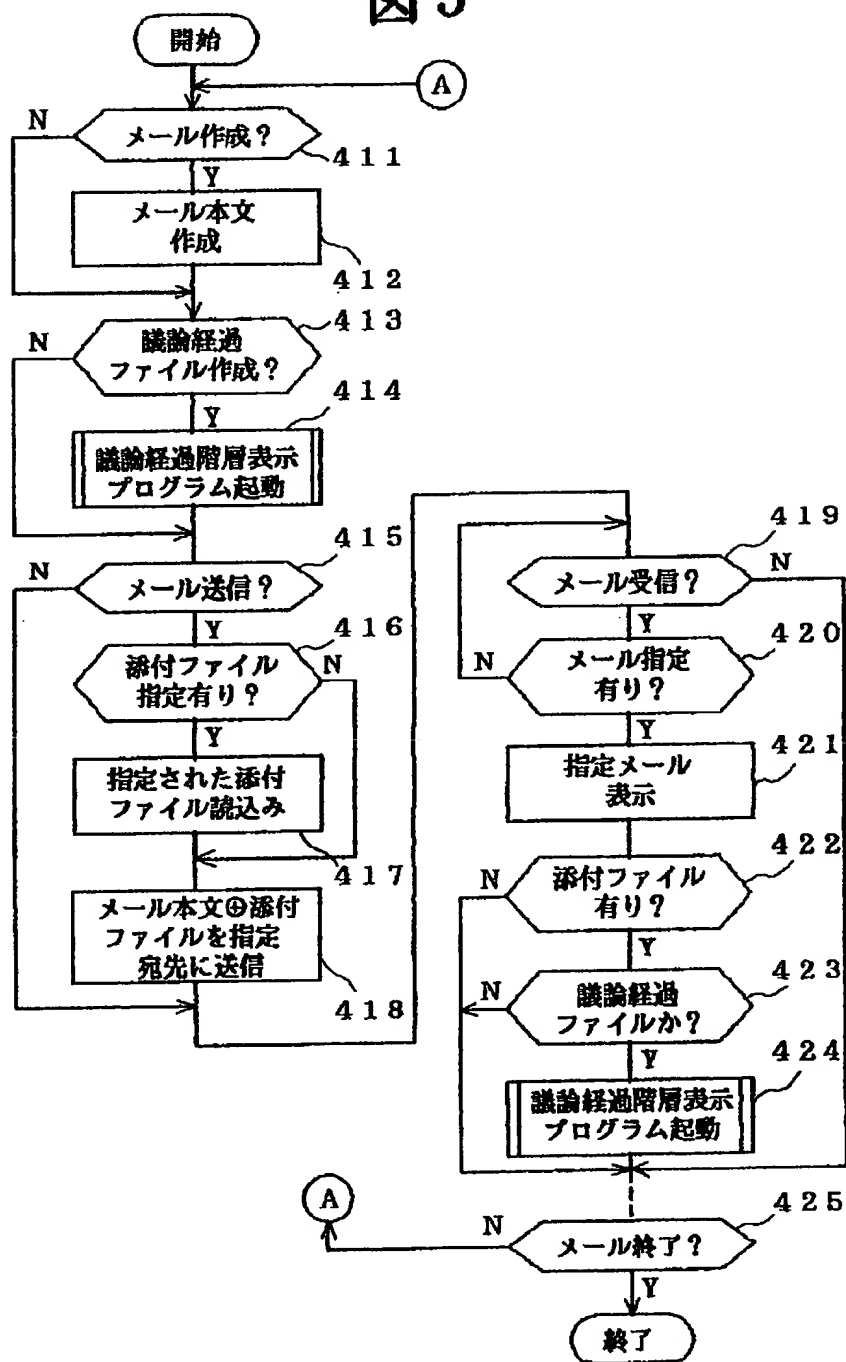 図5
開始
A
N
メール作成?
411
Y
メール本文
作成
412
413
N
議論経過
ファイル作成?
414
Y
議論経過階層表示
プログラム起動
415
N
メール送信?
Y
416
添付ファイル
指定有り?
N
Y
指定された添付
ファイル読込み
417
メール本文⊕添付
ファイルを指定
宛先に送信
418
419
メール受信?
N
Y
420
N
メール指定
有り?
Y
421
指定メール
表示
422
N
添付ファイル
有り?
Y
423
N
議論経過
ファイルか?
Y
424
議論経過階層表示
プログラム起動
A
425
N
メール終了?
Y
終了